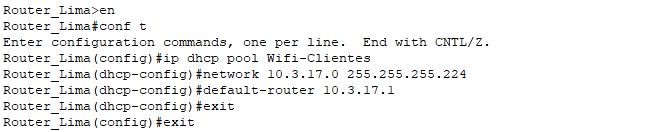 Router_Lima>en
Router_Lima#conf t
Enter configuration commands, one per line.  End with CNTL/Z.
Router_Lima(config)#ip dhcp pool Wifi-Clientes
Router_Lima(dhcp-config)#network 10.3.17.0 255.255.255.224
Router_Lima(dhcp-config)#default-router 10.3.17.1
Router_Lima(dhcp-config)#exit
Router_Lima(config)#exit